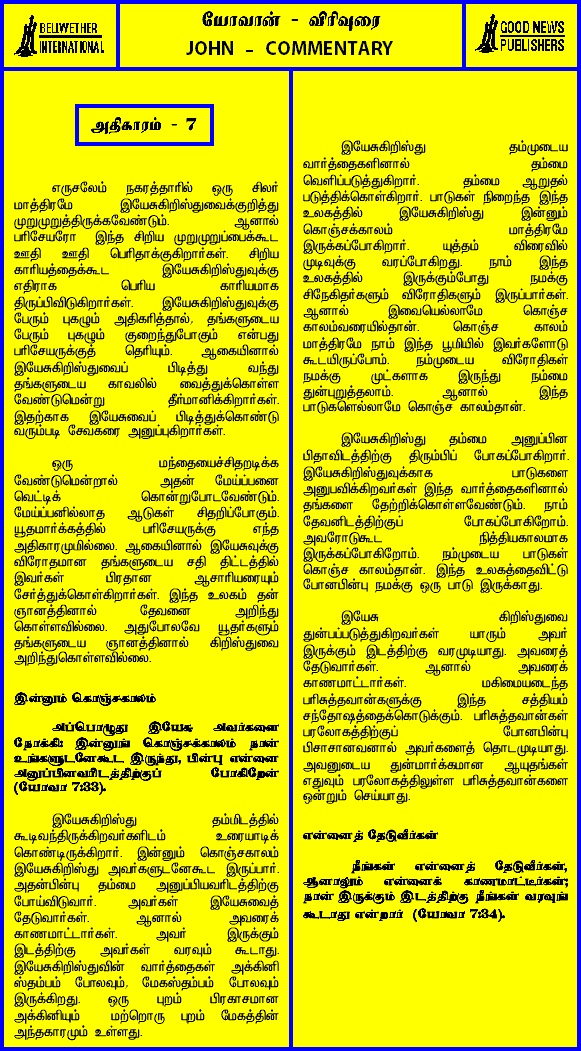 BELWETHER
INTERNATIONAL
யோவான் - விரிவுரை
JOHN – COMMENTARY
GOOD NEWS
PUBLISHERS
அதிகாரம் - 7
எருசலேம் நகரத்தாரில் ஒரு சிலர்
மாத்திரமே இயேசுகிறிஸ்துவைக்குறித்து
முறுமுறுத்திருக்கவேண்டும். ஆனால்
பரிசேயரோ இந்த சிறிய முறுமுறுப்பைக்கூட
ஊதி ஊதி பெரிதாக்குகிறார்கள். சிறிய
காரியத்தைக்கூட இயேசுகிறிஸ்துவுக்கு
எதிராக பெரிய காரியமாக
திருப்பிவிடுகிறார்கள். இயேசுகிறிஸ்துவுக்கு
பேரும் புகழும் அதிகரித்தால், தங்களுடைய
பேரும் புகழும் குறைந்துபோகும் என்பது
பரிசேயருக்குத் தெரியும். ஆகையினால்
இயேசுகிறிஸ்துவைப் பிடித்து வந்து
தங்களுடைய காவலில் வைத்துக்கொள்ள
வேண்டுமென்று தீர்மானிக்கிறார்கள்.
இதற்காக இயேசுவைப் பிடித்துக்கொண்டு
வரும்படி சேவகரை அனுப்புகிறார்கள்.
ஒரு மந்தையைச்சிதறடிக்க
வேண்டுமென்றால் அதன் மேய்ப்பனை
வெட்டிக் கொன்றுபோடவேண்டும்.
மேய்ப்பனில்லாத ஆடுகள் சிதறிப்போகும்.
யூதமார்க்கத்தில் பரிசேயருக்கு எந்த
அதிகாரமுமில்லை. ஆகையினால் இயேசுவுக்கு
விரோதமான தங்களுடைய சதி திட்டத்தில்
இவர்கள் பிரதான ஆசாரியரையும்
சேர்த்துக்கொள்கிறார்கள். இந்த உலகம் தன்
ஞானத்தினால் தேவனை அறிந்து
கொள்ளவில்லை. அதுபோலவே யூதர்களும்
தங்களுடைய ஞானத்தினால் கிறிஸ்துவை
அறிந்துகொள்ளவில்லை.
இன்னும் கொஞ்சகாலம்
அப்பொழுது இயேசு அவர்களை
நோக்கி: இன்னுங் கொஞ்சக்காலம் நான்
உங்களுடனேகூட இருந்து, பின்பு என்னை
அனுப்பினவரிடத்திற்குப் போகிறேன்
(யோவா 7:33).
இயேசுகிறிஸ்து தம்மிடத்தில்
கூடிவந்திருக்கிறவர்களிடம் உரையாடிக்
கொண்டிருக்கிறார். இன்னும் கொஞ்சகாலம்
இயேசுகிறிஸ்து அவர்களுடனேகூட இருப்பார்.
அதன்பின்பு தம்மை அனுப்பியவரிடத்திற்கு
போய்விடுவார். அவர்கள் இயேசுவைத்
தேடுவார்கள். ஆனால் அவரைக்
காணமாட்டார்கள். அவர் இருக்கும்
இடத்திற்கு அவர்கள் வரவும் கூடாது.
இயேசுகிறிஸ்துவின் வார்த்தைகள் அக்கினி
ஸ்தம்பம் போலவும், மேகஸ்தம்பம் போலவும்
இருக்கிறது. ஒரு புறம் பிரகாசமான
அக்கினியும் மற்றொரு புறம் மேகத்தின்
அந்தகாரமும் உள்ளது.
இயேசுகிறிஸ்து தம்முடைய
வார்த்தைகளினால் தம்மை
வெளிப்படுத்துகிறார். தம்மை ஆறுதல்
படுத்திக்கொள்கிறார். பாடுகள் நிறைந்த இந்த
உலகத்தில் இயேசுகிறிஸ்து இன்னும்
கொஞ்சக்காலம் மாத்திரமே
இருக்கப்போகிறார். யுத்தம் விரைவில்
முடிவுக்கு வரப்போகிறது. நாம் இந்த
உலகத்தில் இருக்கும்போது நமக்கு
சிநேகிதர்களும் விரோதிகளும் இருப்பார்கள்.
ஆனால் இவையெல்லாமே கொஞ்ச
காலம்வரையில்தான். கொஞ்ச காலம்
மாத்திரமே நாம் இந்த பூமியில் இவர்களோடு
கூடயிருப்போம். நம்முடைய விரோதிகள்
நமக்கு முட்களாக இருந்து நம்மை
துன்புறுத்தலாம். ஆனால் இந்த
பாடுகளெல்லாமே கொஞ்ச காலம்தான்.
இயேசுகிறிஸ்து தம்மை அனுப்பின
பிதாவிடத்திற்கு திரும்பிப் போகப்போகிறார்.
இயேசுகிறிஸ்துவுக்காக பாடுகளை
அனுபவிக்கிறவர்கள் இந்த வார்த்தைகளினால்
தங்களை தேற்றிக்கொள்ளவேண்டும். நாம்
தேவனிடத்திற்குப் போகப்போகிறோம்.
அவரோடுகூட நித்தியகாலமாக
இருக்கப்போகிறோம். நம்முடைய பாடுகள்
கொஞ்ச காலம்தான். இந்த உலகத்தைவிட்டு
போனபின்பு நமக்கு ஒரு பாடு இருக்காது.
இயேசு கிறிஸ்துவை
துன்பப்படுத்துகிறவர்கள் யாரும் அவர்
இருக்கும் இடத்திற்கு வரமுடியாது. அவரைத்
தேடுவார்கள். ஆனால் அவரைக்
காணமாட்டார்கள். மகிமையடைந்த
பரிசுத்தவான்களுக்கு இந்த சத்தியம்
சந்தோஷத்தைக்கொடுக்கும். பரிசுத்தவான்கள்
பரலோகத்திற்குப் போனபின்பு
பிசாசானவனால் அவர்களைத் தொடமுடியாது.
அவனுடைய துன்மார்க்கமான ஆயுதங்கள்
எதுவும் பரலோகத்திலுள்ள பரிசுத்தவான்களை
ஒன்றும் செய்யாது.
என்னைத் தேடுவீர்கள்
நீங்கள் என்னைத் தேடுவீர்கள்,
ஆனாலும் என்னைக் காணமாட்டீர்கள்;
நான் இருக்கும் இடத்திற்கு நீங்கள் வரவுங்
கூடாது என்றார் (யோவா 7:34).